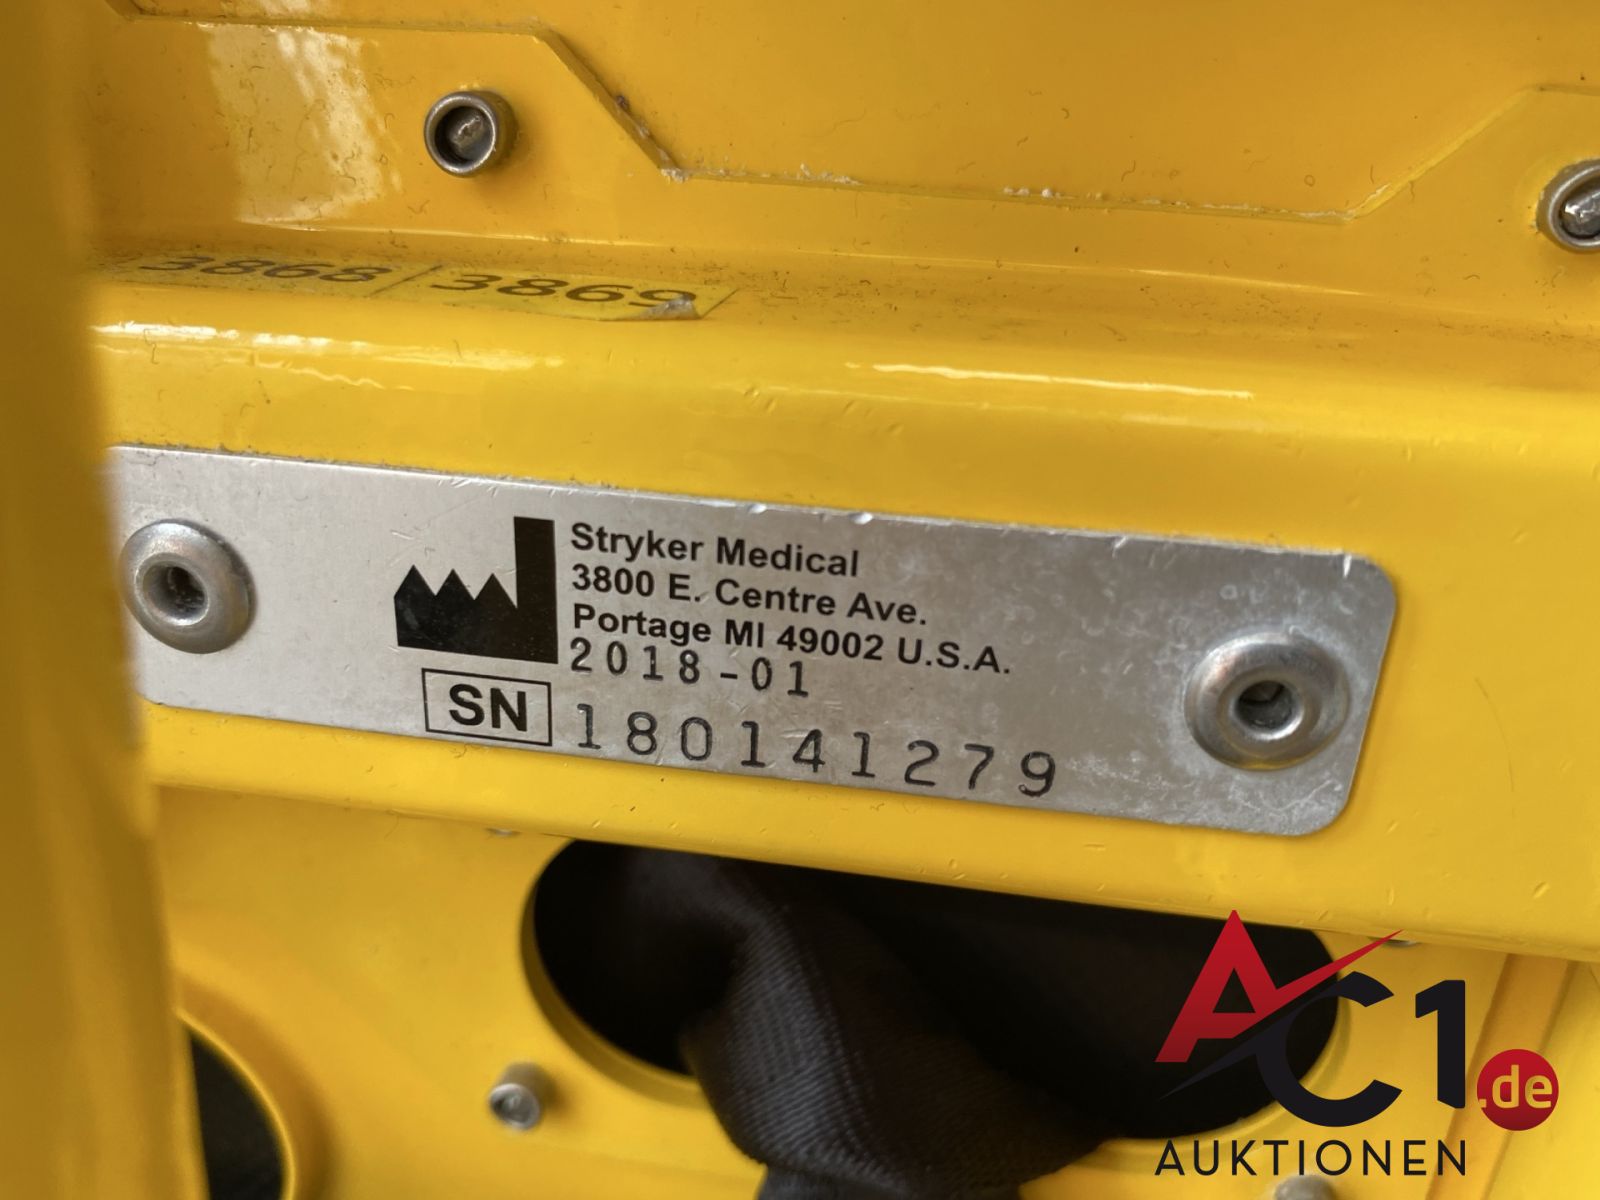 3868 3869
Stryker Medical
3800 E. Centre Ave.
Portage MI 49002 U.S.A.
2018-01
SN 180141279
AC1.de
AUKTIONEN